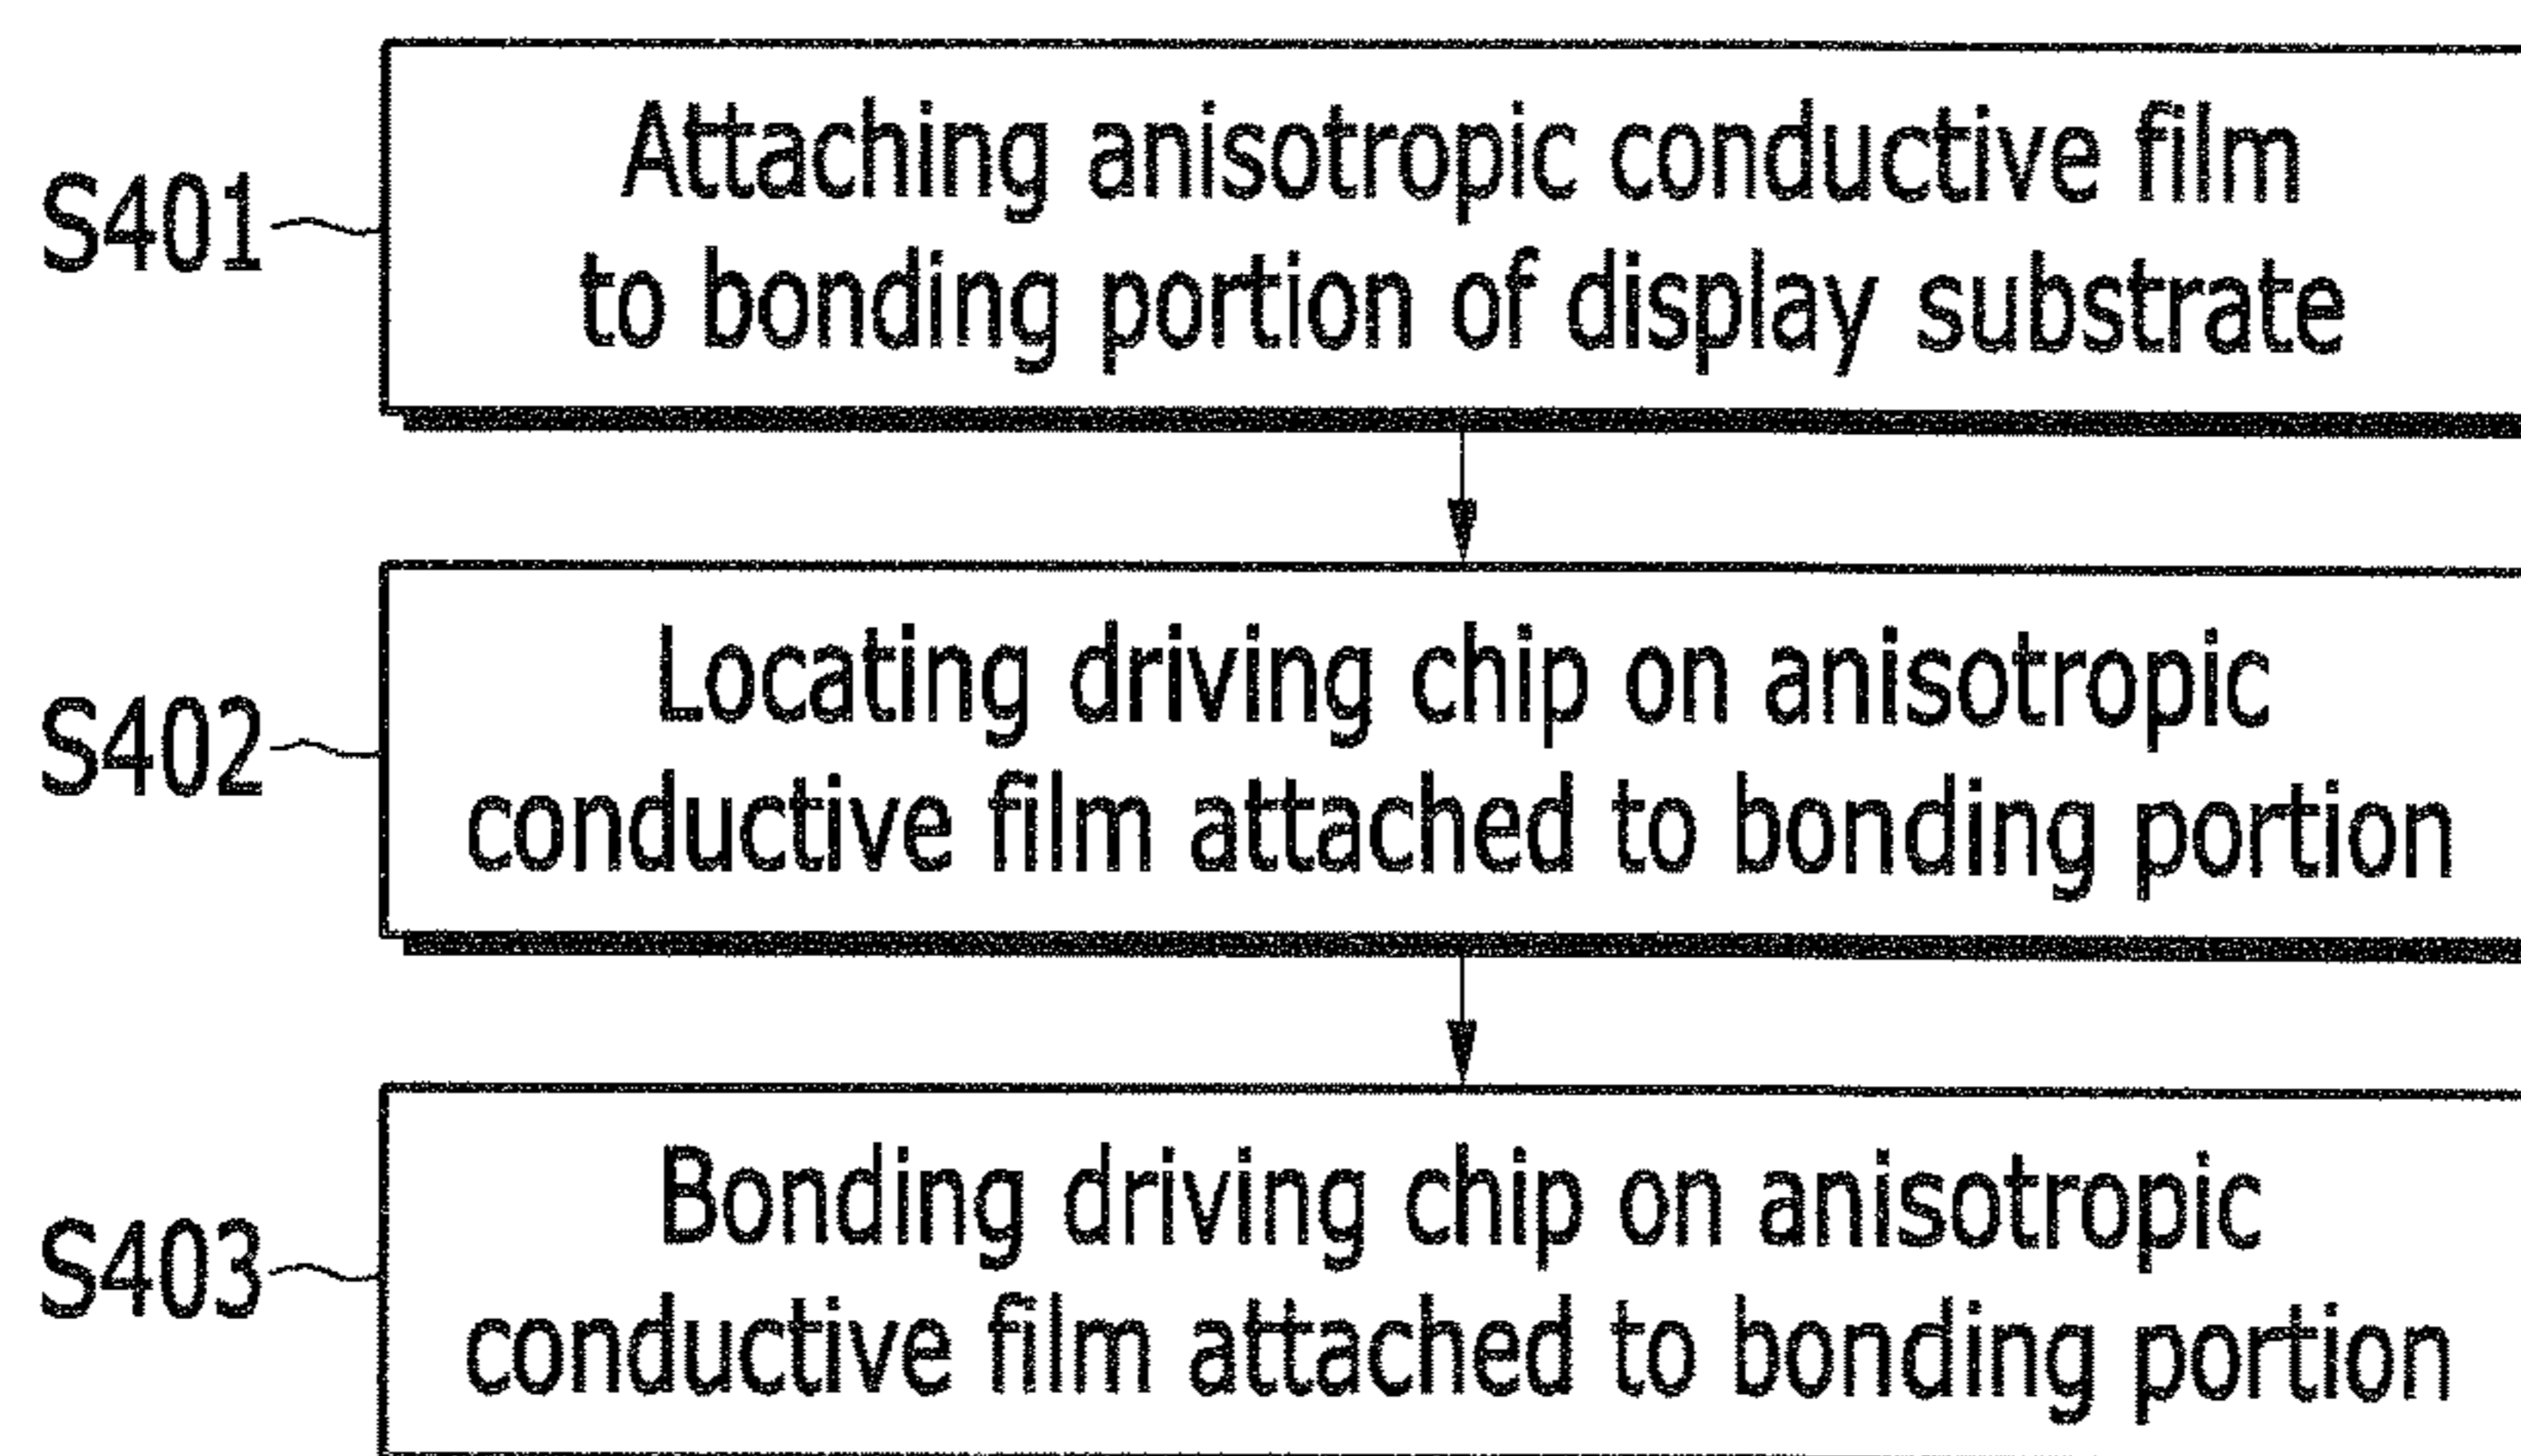 S401
Attaching anisotropic conductive film
to bonding portion of display substrate
S402
Locating driving chip on anisotropic
conductive film attached to bonding portion
S403
Bonding driving chip on anisotropic
conductive film attached to bonding portion